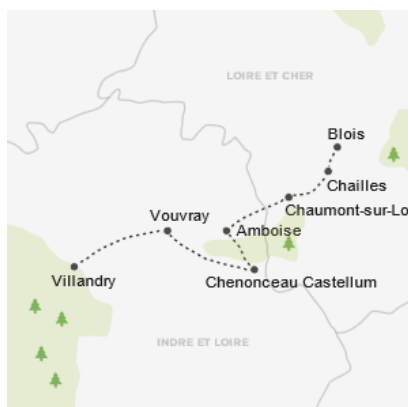 LOIRE ET CHER
Blois
Chailles
Chaumont-sur-Lo
Vouvray
Amboise
Villandry
Chenonceau Castellum
INDRE ET LOIRE